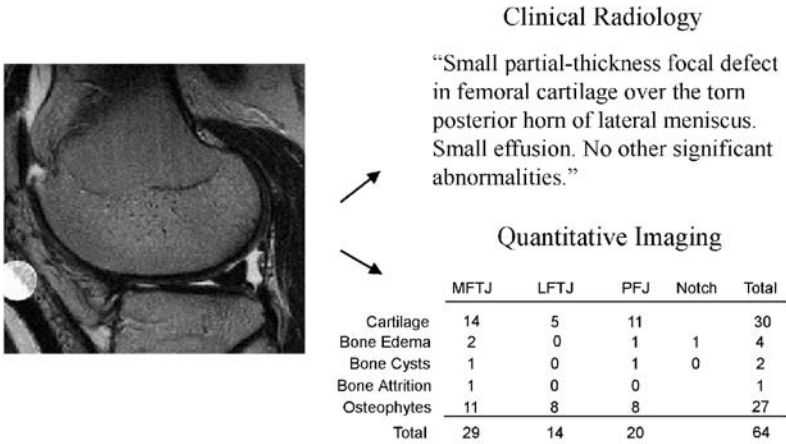 Clinical Radiology
“Small partial-thickness focal defect
in femoral cartilage over the torn
posterior horn of lateral meniscus.
Small effusion. No other significant
abnormalities.”
Quantitative Imaging
MFTJ LFTJ PFJ Notch Total
Cartilage 14 5 11 30
Bone Edema 2 0 1 1 4
Bone Cysts 1 0 1 0 2
Bone Attrition 1 0 0 1
Osteophytes 11 8 8 27
Total 29 14 20 64